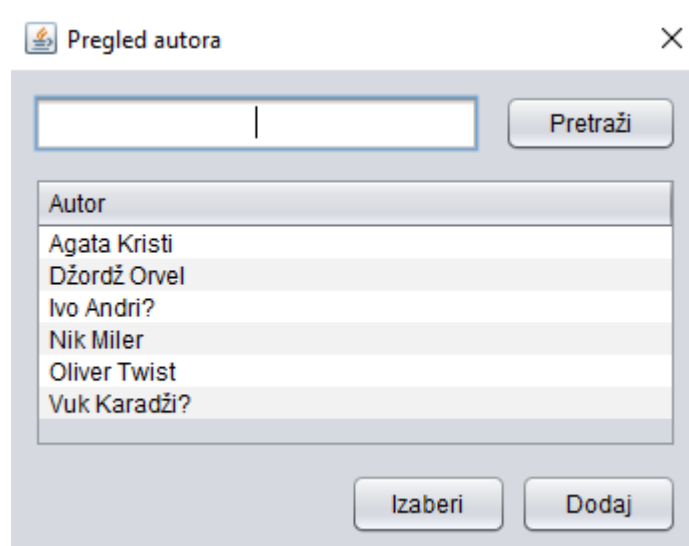 Pregled autora
Pretraži
Autor
Agata Kristi
Džordž Orvel
Ivo Andri?
Nik Miler
Oliver Twist
Vuk Karadži?
Izaberi Dodaj